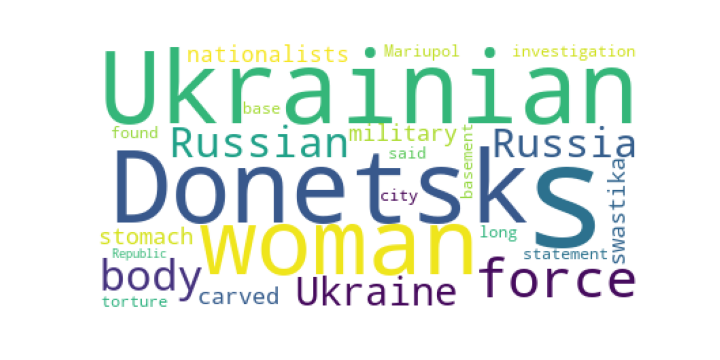 Ukrainian
nationalists
Mariupol
investigation
base
found
Russian
military
Russia
said
basement
Donetsk
s
city
swastika
woman
stomach
long
statement
Republic
body
force
torture
carved
Ukraine